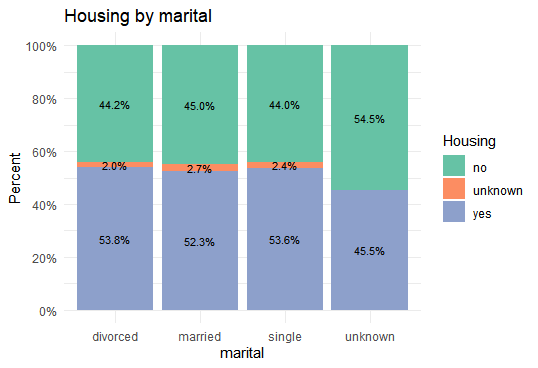 Housing by marital
100%
80%
60%
40%
20%
0%
Percent
44.2%
45.0%
44.0%
54.5%
2.0%
2.7%
2.4%
53.8%
52.3%
53.6%
45.5%
divorced
married
single
unknown
marital
Housing
no
unknown
yes